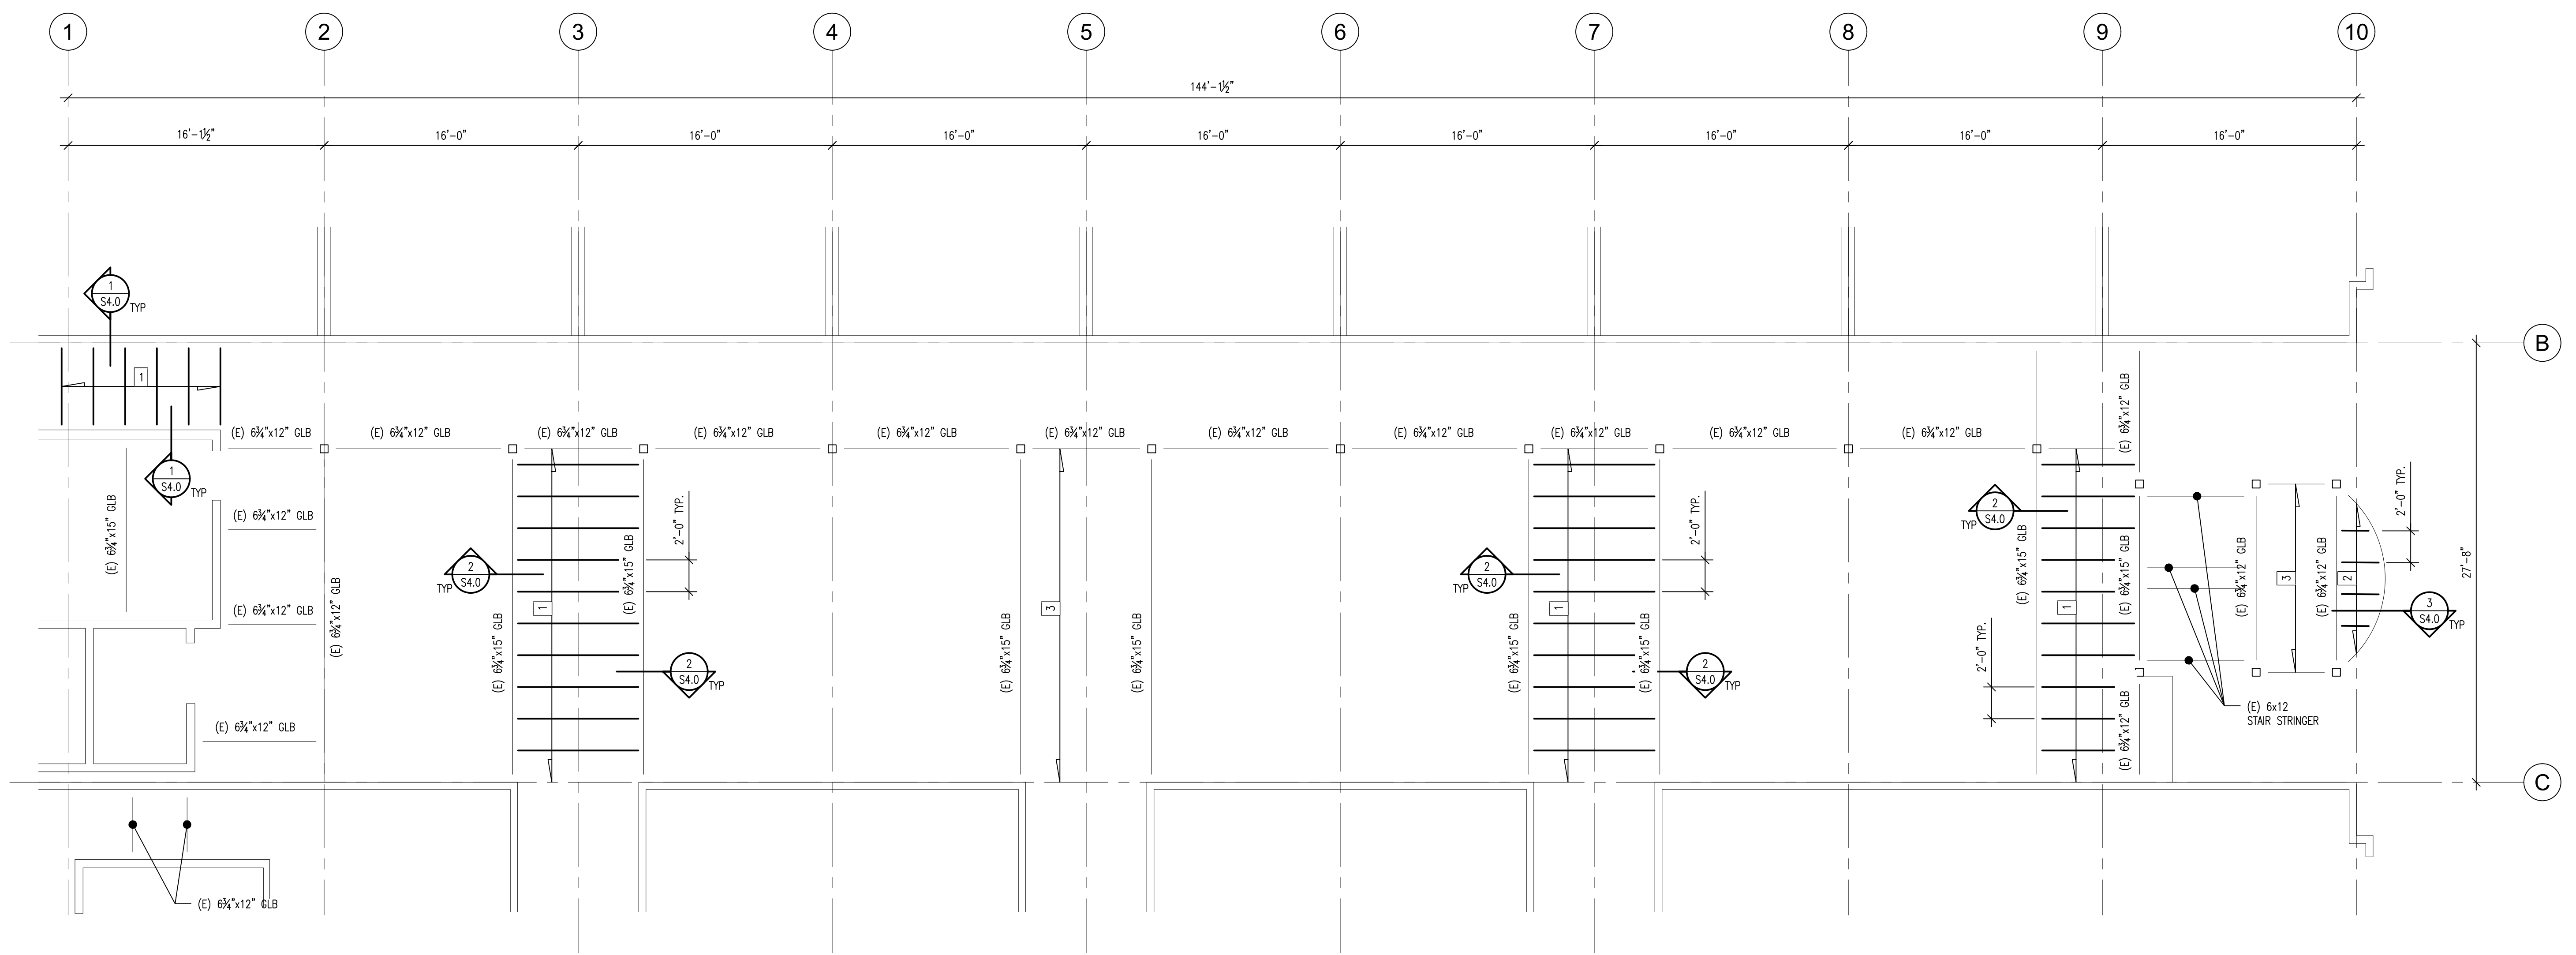 1 2 3 4 5 6 7 8 9 10
144'-1½"
16'-1½" 16'-0" 16'-0" 16'-0" 16'-0" 16'-0" 16'-0" 16'-0" 16'-0"
1
S4.0
TYP
B
1
(E) 6¾"x12" GLB
(E) 6¾"x12" GLB
(E) 6¾"x12" GLB
(E) 6¾"x12" GLB
(E) 6¾"x12" GLB
(E) 6¾"x12" GLB
(E) 6¾"x12" GLB
(E) 6¾"x12" GLB
(E) 6¾"x12" GLB
(E) 6¾"x12" GLB
(E) 6¾"x12" GLB
(E) 6¾"x12" GLB
1
S4.0
TYP
(E) 6¾"x15" GLB
(E) 6¾"x12" GLB
(E) 6¾"x12" GLB
(E) 6¾"x12" GLB
(E) 6¾"x12" GLB
2
S4.0
TYP
(E) 6¾"x15" GLB
1
(E) 6¾"x15" GLB
2'-0" TYP.
2
S4.0
TYP
(E) 6¾"x15" GLB
3
(E) 6¾"x15" GLB
2
S4.0
TYP
(E) 6¾"x15" GLB
1
(E) 6¾"x15" GLB
2'-0" TYP.
2
S4.0
TYP
2
S4.0
TYP
2'-0" TYP.
(E) 6¾"x15" GLB
1
(E) 6¾"x15" GLB
(E) 6¾"x12" GLB
(E) 6¾"x12" GLB
3
(E) 6¾"x12" GLB
2
2'-0" TYP.
3
S4.0
TYP
27'-8"
(E) 6x12
STAIR STRINGER
C
(E) 6¾"x12" GLB